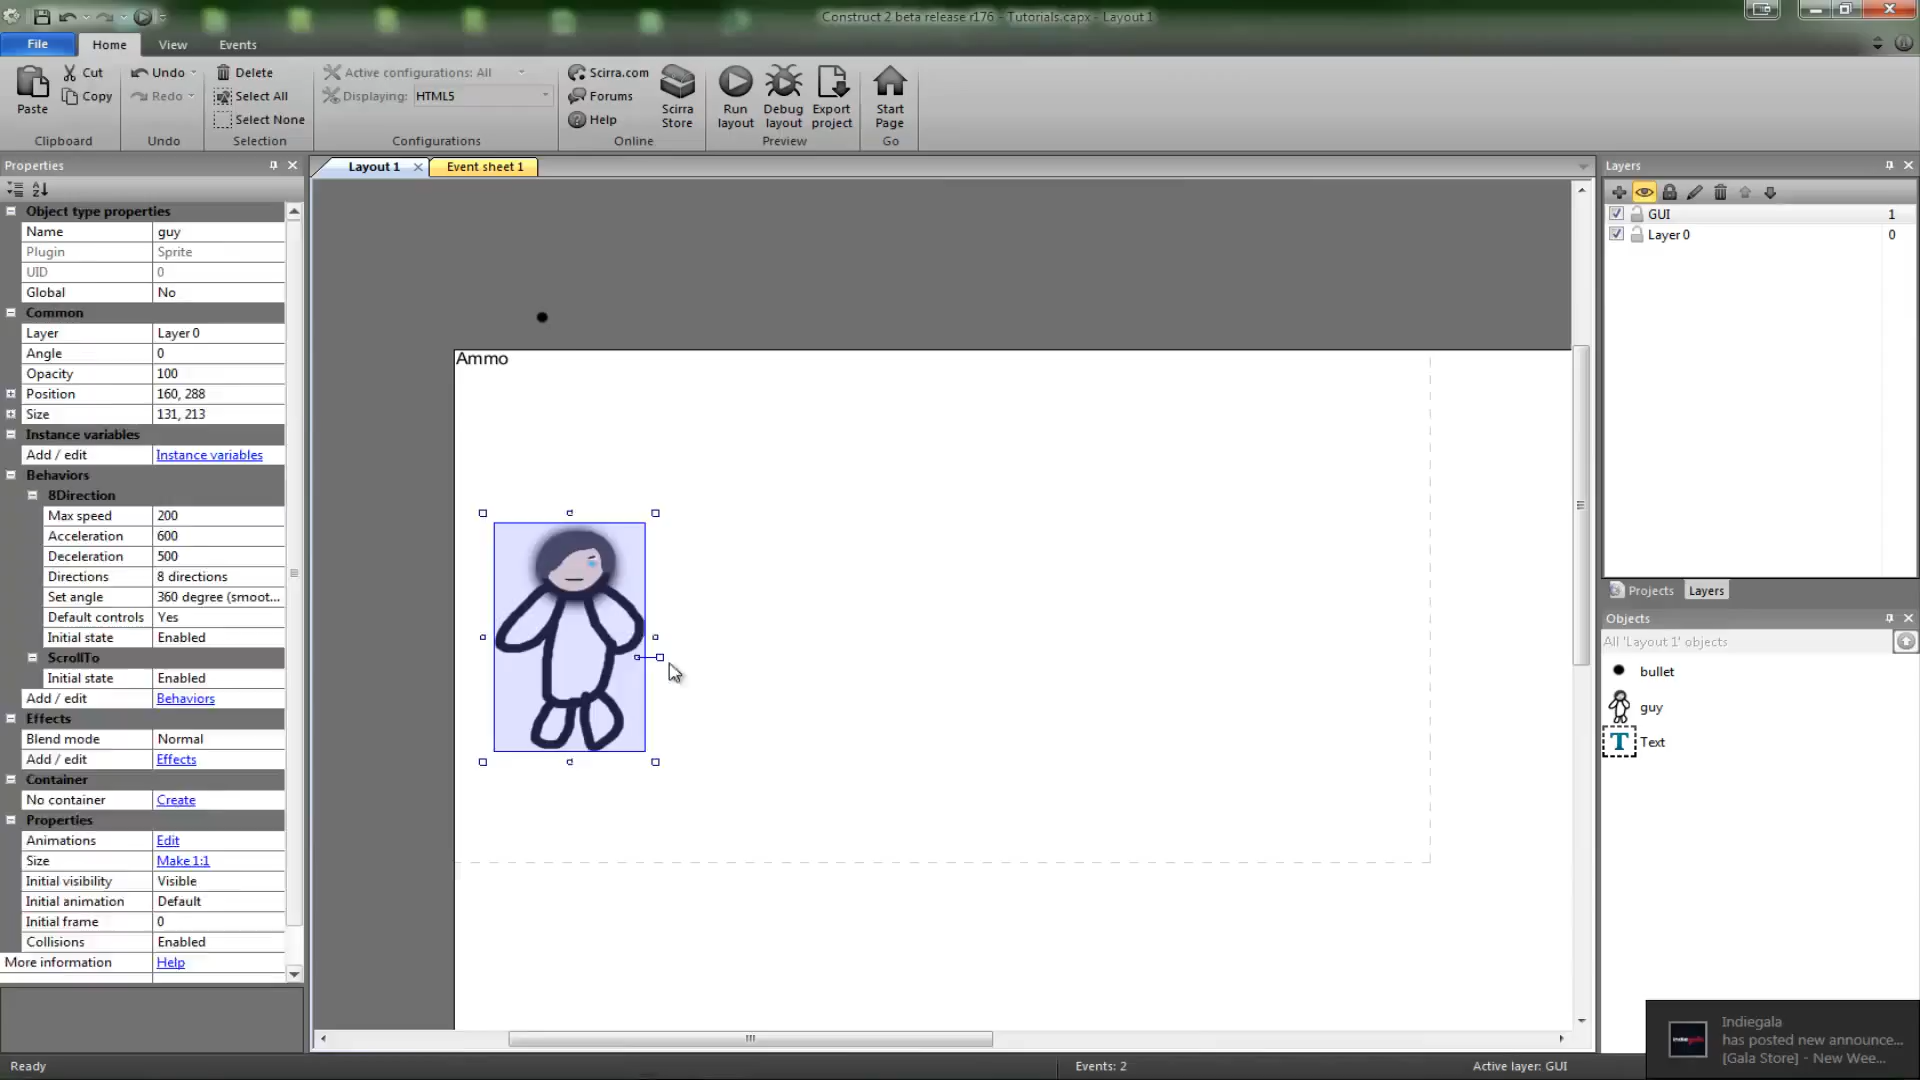 Construct 2 beta release r176 - Tutorials.capx - Layout 1
File
Home
View
Events
Paste
Cut
Copy
Clipboard
Undo
Redo
Undo
Delete
Select All
Select None
Selection
Active configurations: All
Displaying:
HTML5
Configurations
Scirra.com
Forums
Help
Scirra
Store
Online
Run
layout
Debug
layout
Export
project
Preview
Start
Page
Go
Properties
Object type properties
Name guy
Plugin Sprite
UID 0
Global No
Common
Layer Layer 0
Angle 0
Opacity 100
Position 160, 288
Size 131, 213
Instance variables
Add / edit Instance variables
Behaviors
8Direction
Max speed 200
Acceleration 600
Deceleration 500
Directions 8 directions
Set angle 360 degree (smoot...
Default controls Yes
Initial state Enabled
ScrollTo
Initial state Enabled
Add / edit Behaviors
Effects
Blend mode Normal
Add / edit Effects
Container
No container Create
Properties
Animations Edit
Size Make 1:1
Initial visibility Visible
Initial animation Default
Initial frame 0
Collisions Enabled
More information Help
Layout 1
Event sheet 1
Ammo
Layers
GUI 1
Layer 0 0
Projects
Layers
Objects
All 'Layout 1' objects
bullet
guy
T Text
Indiegala
has posted new announce...
[Gala Store] - New Wee...
Ready
Events: 2
Active layer: GUI